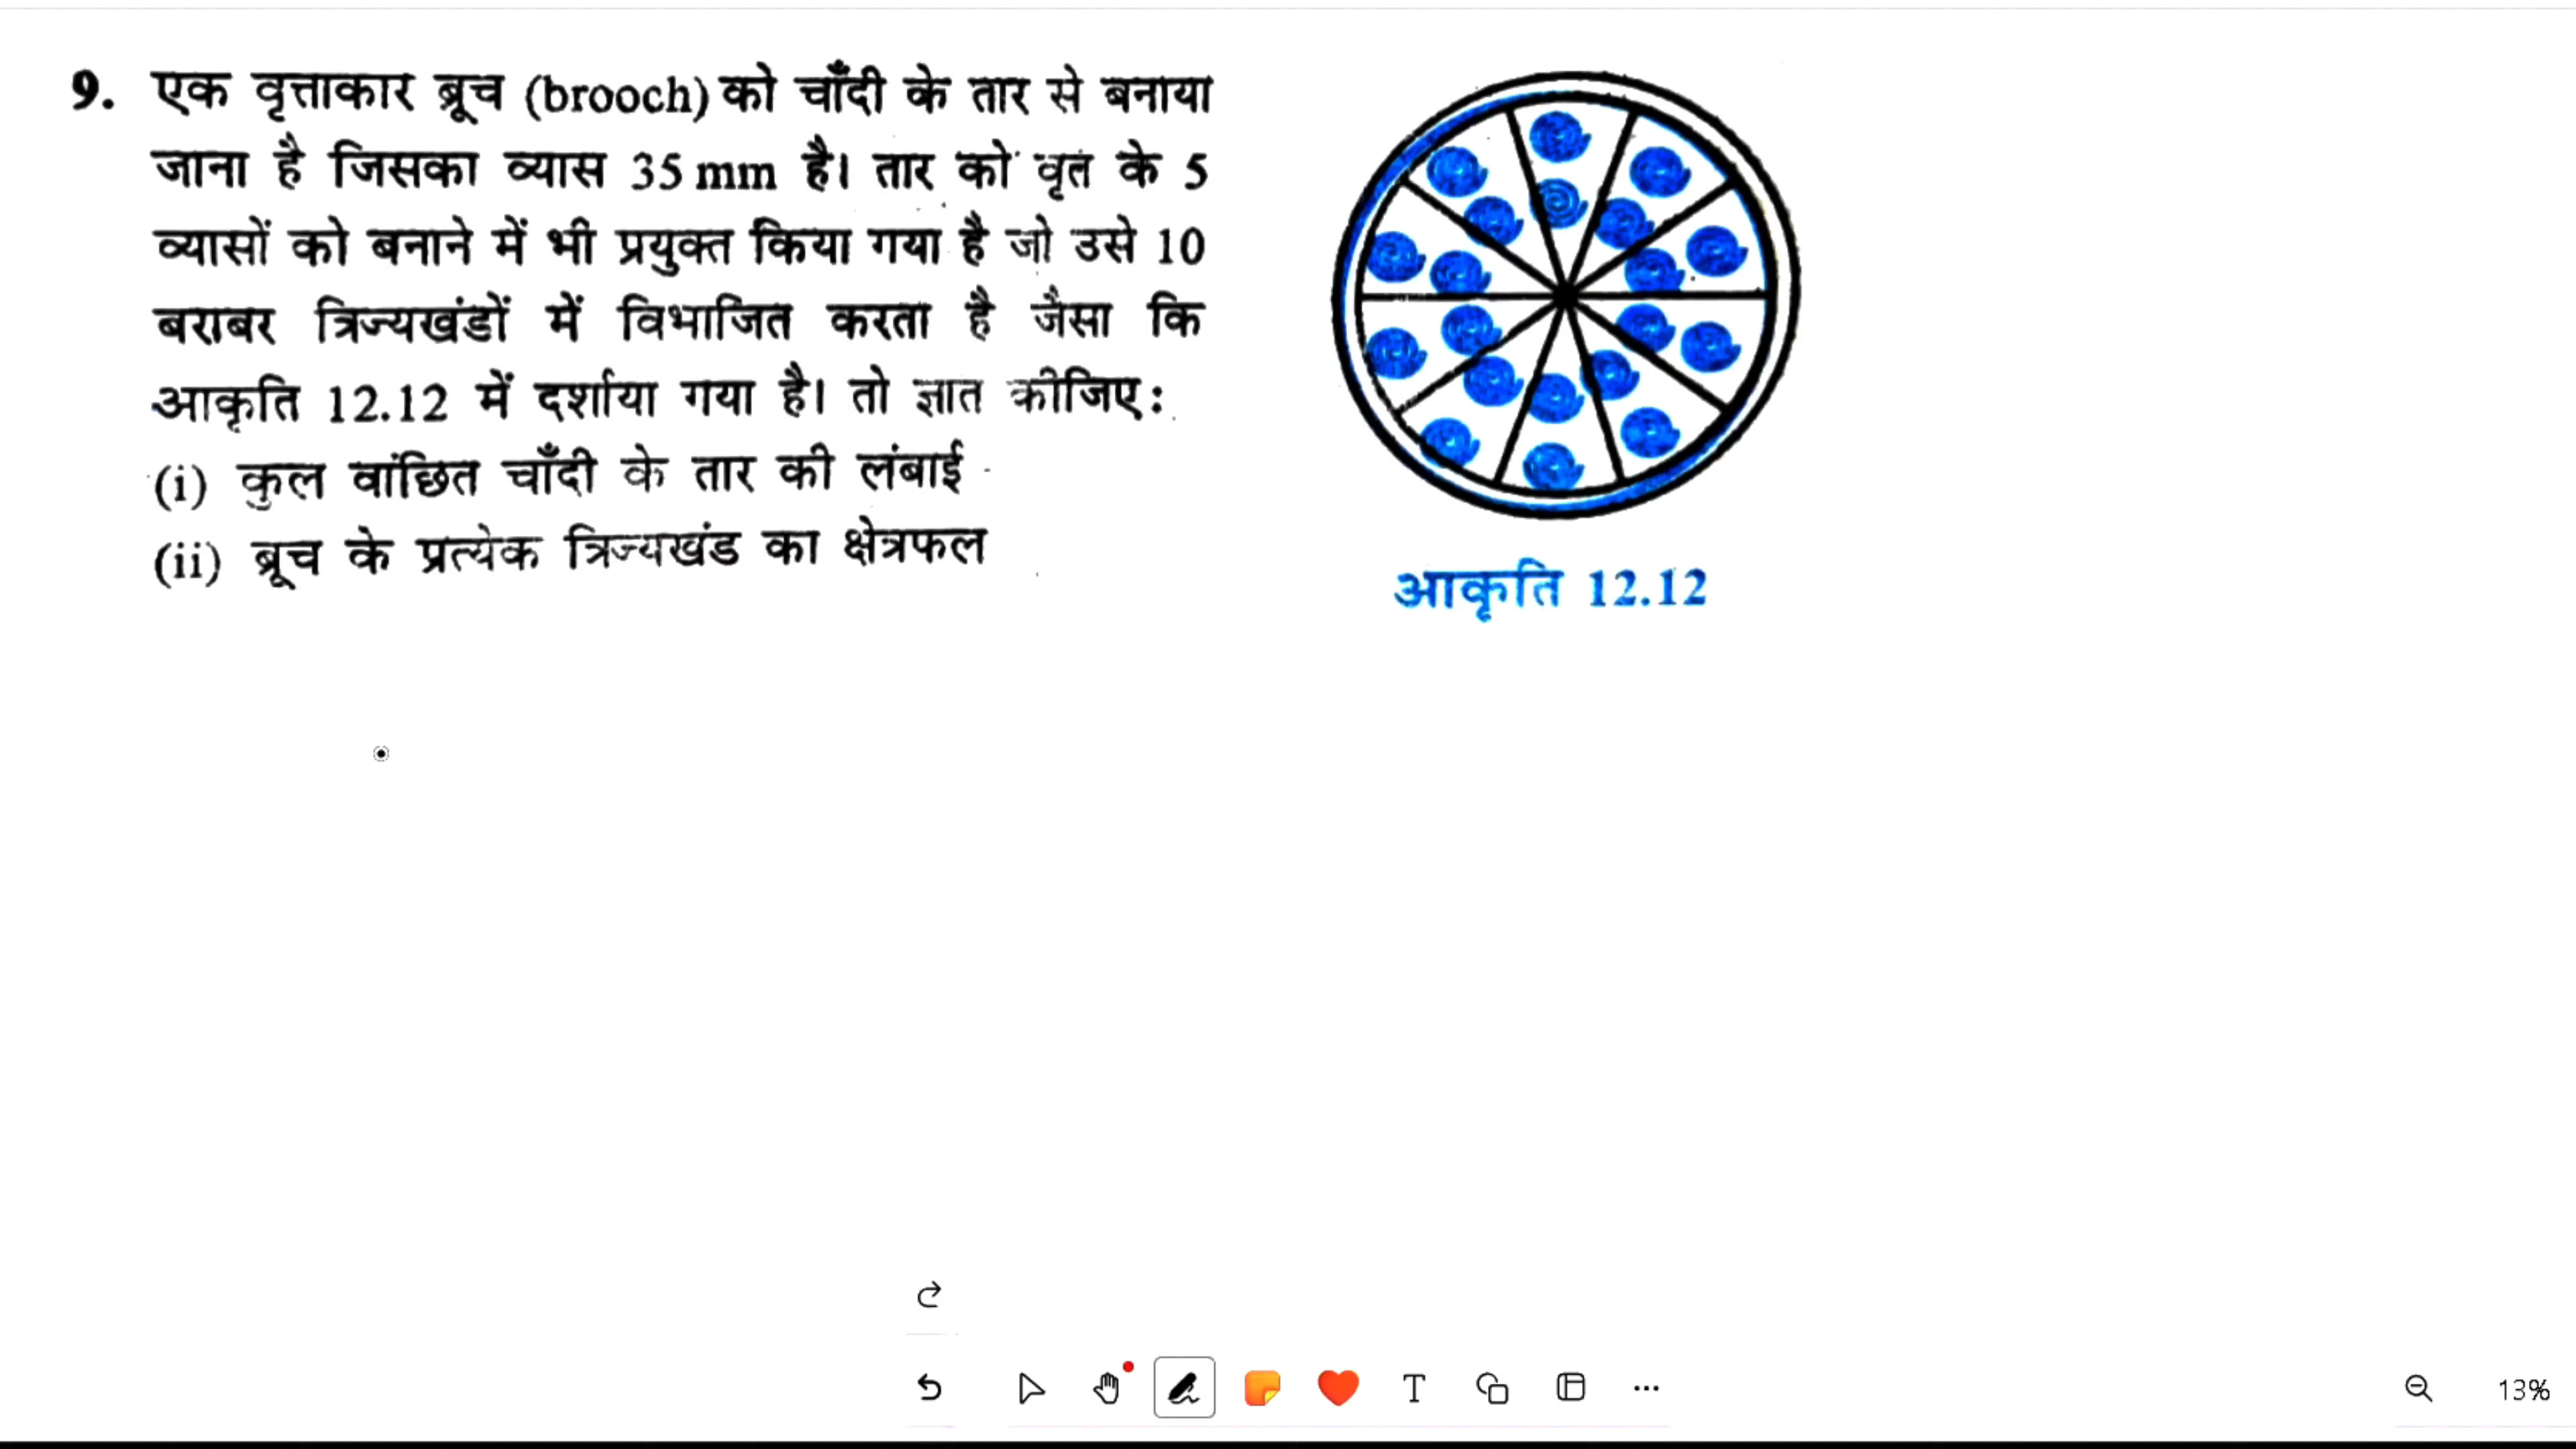 9. एक वृत्ताकार ब्रूच (brooch) को चाँदी के तार से बनाया
जाना है जिसका व्यास 35 mm है। तार को वृत के 5
व्यासों को बनाने में भी प्रयुक्त किया गया है जो उसे 10
बराबर त्रिज्यखंडों में विभाजित करता है जैसा कि
आकृति 12.12 में दर्शाया गया है। तो ज्ञात कीजिए:
(i) कुल वांछित चाँदी के तार की लंबाई
(ii) ब्रूच के प्रत्येक त्रिज्यखंड का क्षेत्रफल
आकृति 12.12
T
13%